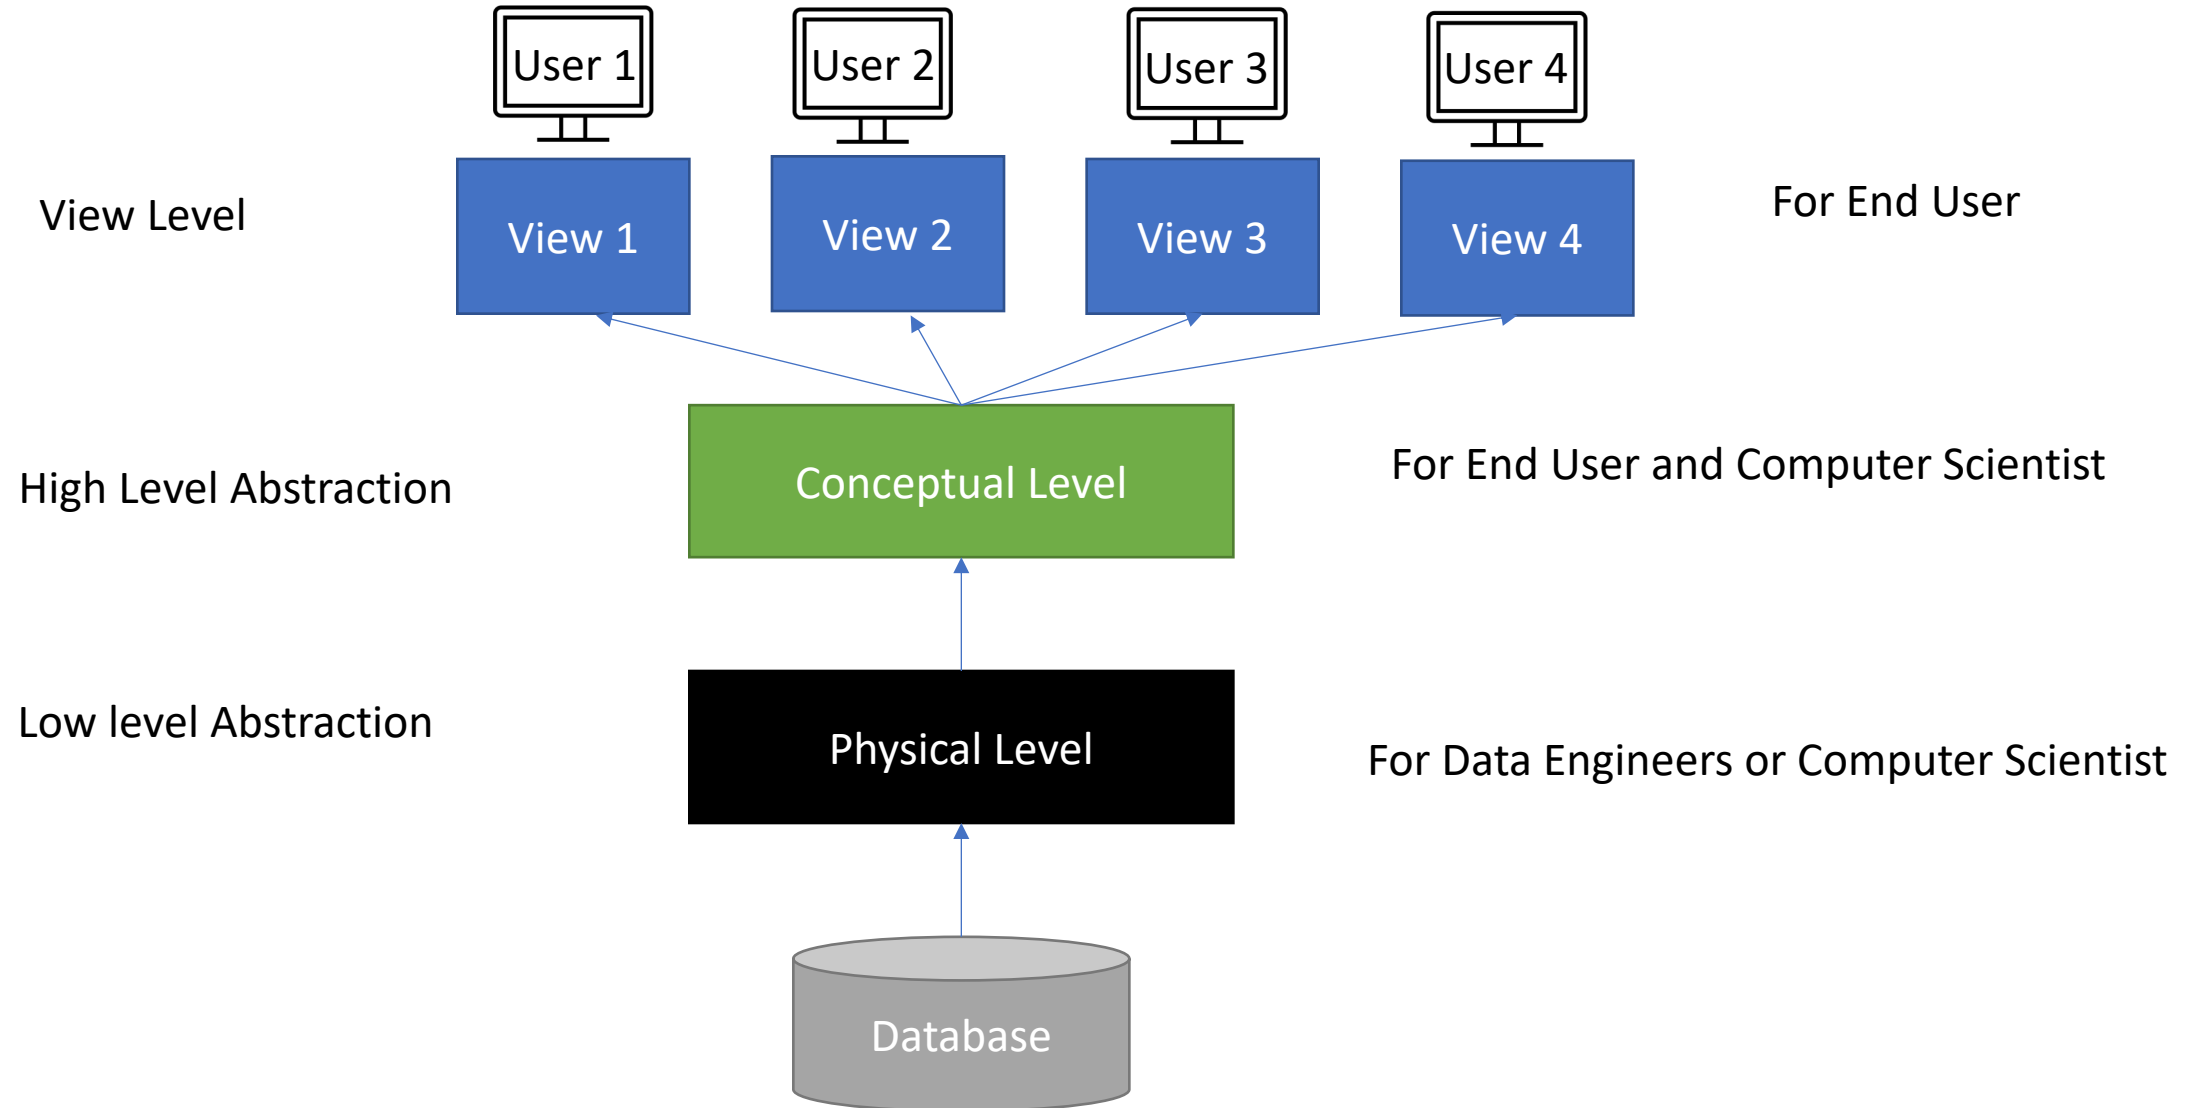 User 1
User 2
User 3
User 4
View Level
View 1
View 2
View 3
View 4
For End User
High Level Abstraction
Conceptual Level
For End User and Computer Scientist
Low level Abstraction
Physical Level
For Data Engineers or Computer Scientist
Database